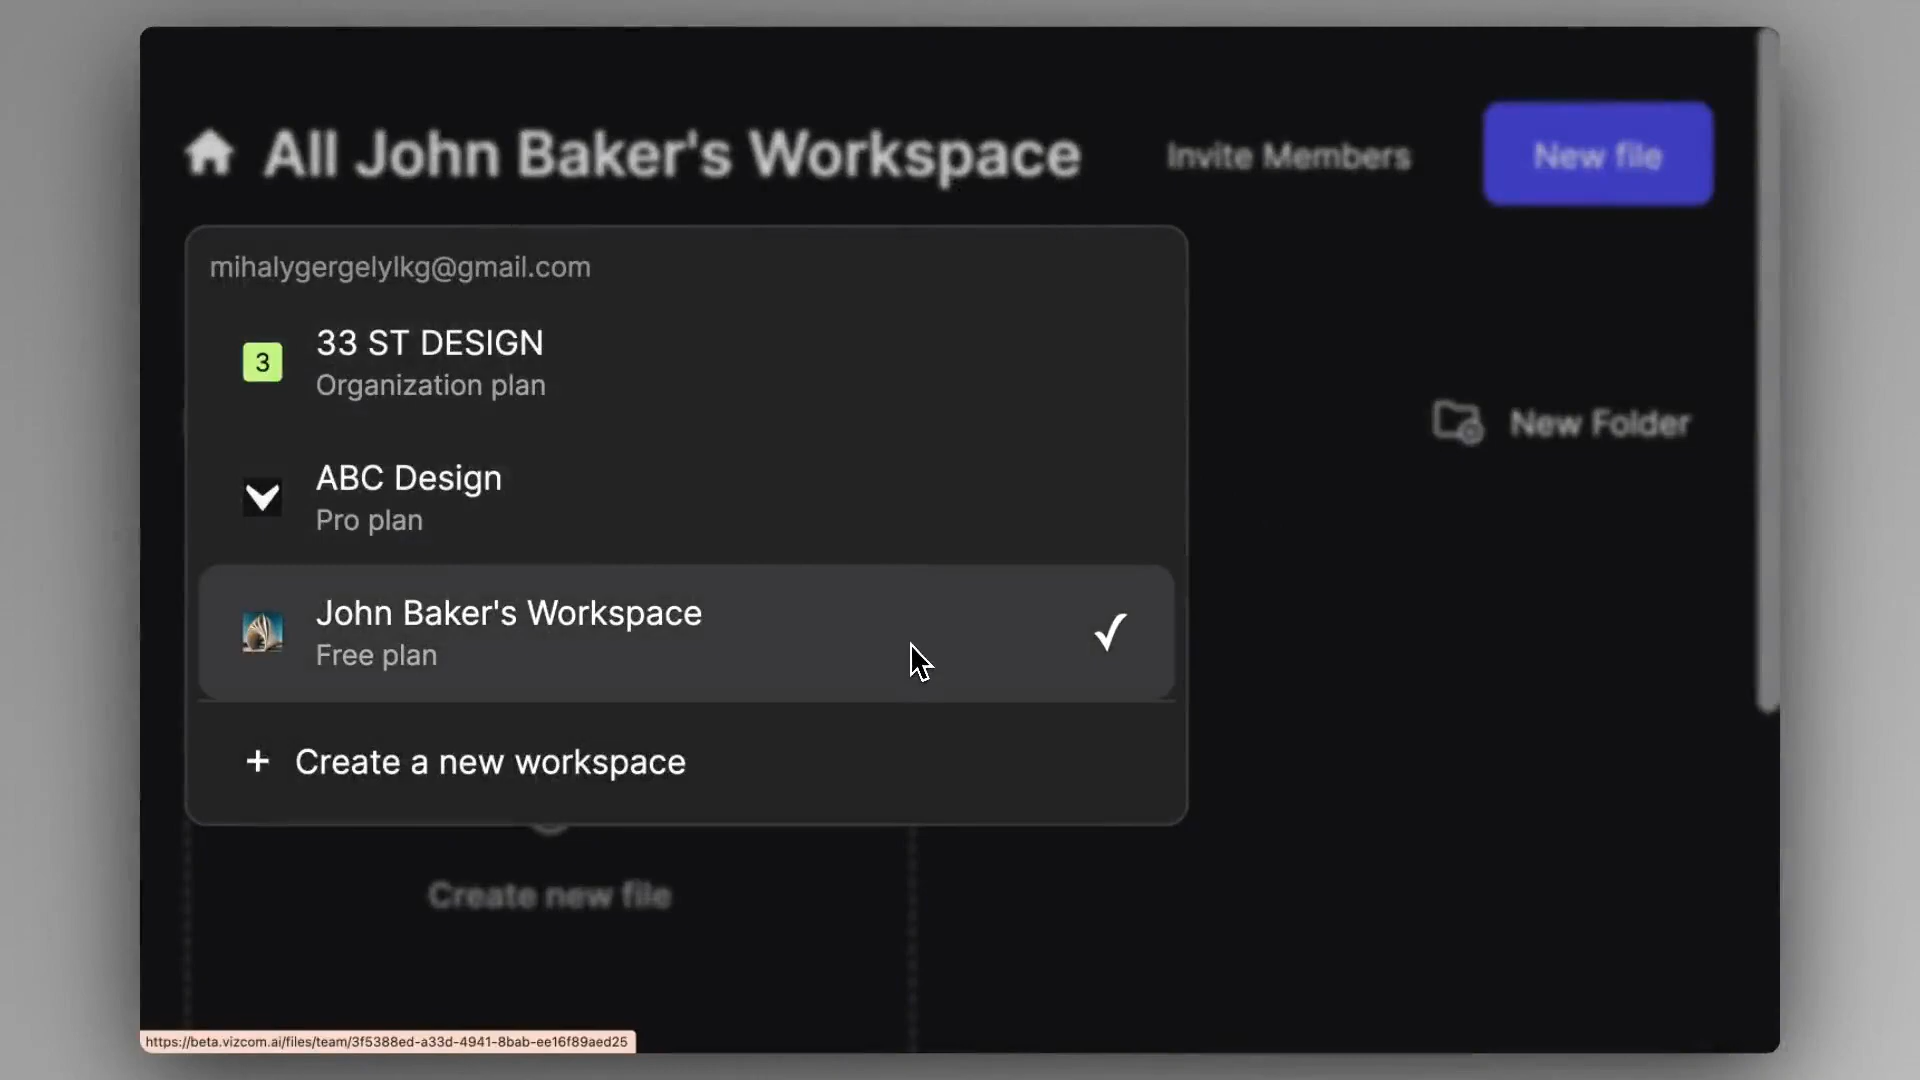 All John Baker's Workspace
Invite Members
New file
mihalygergelylkg@gmail.com
3
33 ST DESIGN
Organization plan
New Folder
ABC Design
Pro plan
John Baker's Workspace
Free plan
+ Create a new workspace
Create new file
https://beta.vizcom.ai/files/team/3f5388ed-a33d-4941-8bab-ee16f89aed25